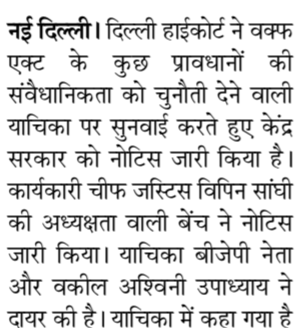 नई दिल्ली। दिल्ली हाईकोर्ट ने वक्फ
एक्ट के कुछ प्रावधानों की
संवैधानिकता को चुनौती देने वाली
याचिका पर सुनवाई करते हुए केंद्र
सरकार को नोटिस जारी किया है।
कार्यकारी चीफ जस्टिस विपिन सांघी
की अध्यक्षता वाली बेंच ने नोटिस
जारी किया। याचिका बीजेपी नेता
और वकील अश्विनी उपाध्याय ने
दायर की है। याचिका में कहा गया है